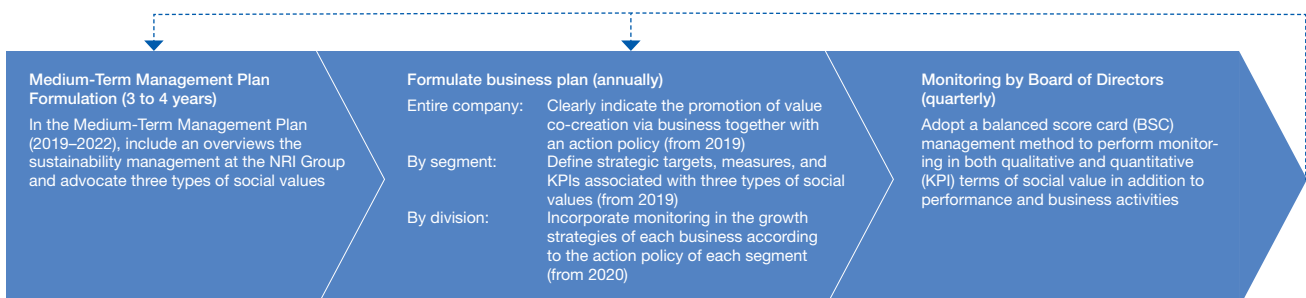 Medium-Term Management Plan
Formulation (3 to 4 years)
In the Medium-Term Management Plan
(2019–2022), include an overviews the
sustainability management at the NRI Group
and advocate three types of social values
Formulate business plan (annually)
Entire company: Clearly indicate the promotion of value
co-creation via business together with
an action policy (from 2019)
By segment: Define strategic targets, measures, and
KPIs associated with three types of social
values (from 2019)
By division: Incorporate monitoring in the growth
strategies of each business according
to the action policy of each segment
(from 2020)
Monitoring by Board of Directors
(quarterly)
Adopt a balanced score card (BSC)
management method to perform monitor-
ing in both qualitative and quantitative
(KPI) terms of social value in addition to
performance and business activities